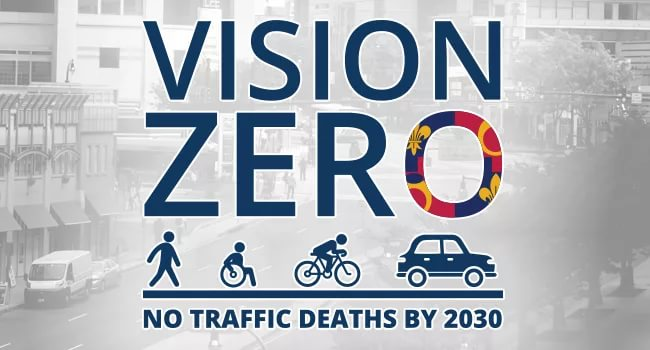 VISION
ZERO
NO TRAFFIC DEATHS BY 2030